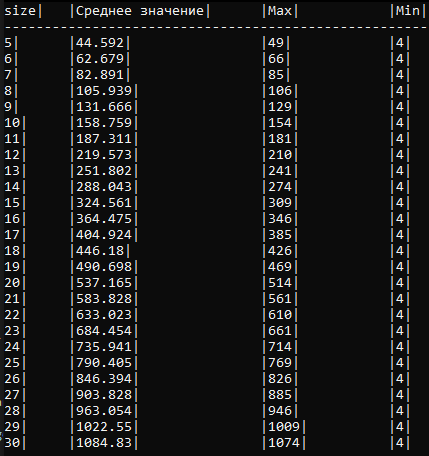 size|    |Среднее значение|       |Max|            |Min|
-----------------------------------------------------
5|       |44.592|                 |49|             |4|
6|       |62.679|                 |66|             |4|
7|       |82.891|                 |85|             |4|
8|       |105.939|                |106|            |4|
9|       |131.666|                |129|            |4|
10|      |158.759|                |154|            |4|
11|      |187.311|                |181|            |4|
12|      |219.573|                |210|            |4|
13|      |251.802|                |241|            |4|
14|      |288.043|                |274|            |4|
15|      |324.561|                |309|            |4|
16|      |364.475|                |346|            |4|
17|      |404.924|                |385|            |4|
18|      |446.18|                 |426|            |4|
19|      |490.698|                |469|            |4|
20|      |537.165|                |514|            |4|
21|      |583.828|                |561|            |4|
22|      |633.023|                |610|            |4|
23|      |684.454|                |661|            |4|
24|      |735.941|                |714|            |4|
25|      |790.405|                |769|            |4|
26|      |846.394|                |826|            |4|
27|      |903.828|                |885|            |4|
28|      |963.054|                |946|            |4|
29|      |1022.55|                |1009|           |4|
30|      |1084.83|                |1074|           |4|